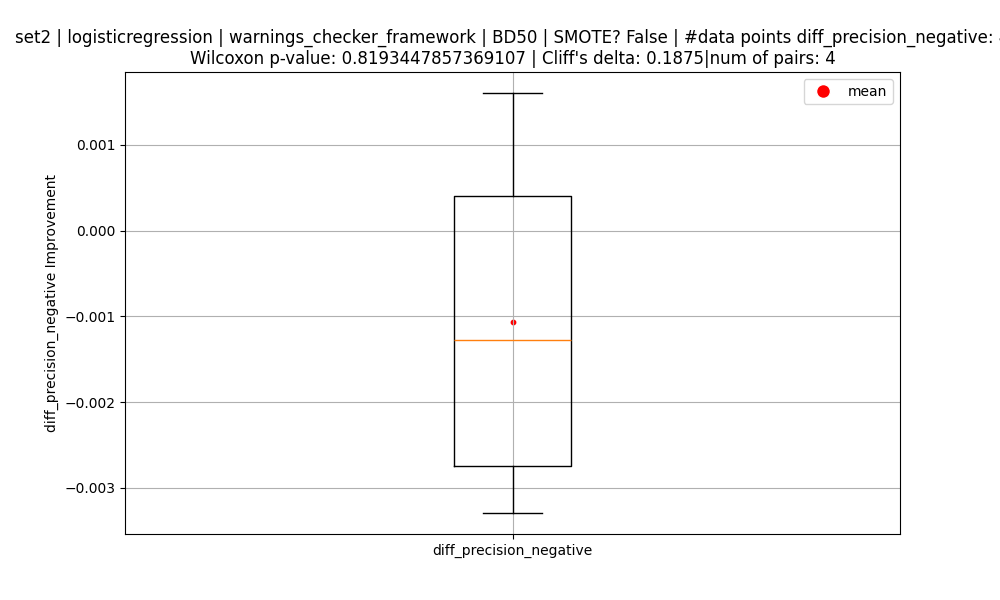 set2 | logisticregression | warnings_checker_framework | BD50 | SMOTE? False | #data points diff_precision_negative:
Wilcoxon p-value: 0.8193447857369107 | Cliff's delta: 0.1875|num of pairs: 4
mean
0.001
0.000
−0.001
−0.002
−0.003
diff_precision_negative Improvement
diff_precision_negative